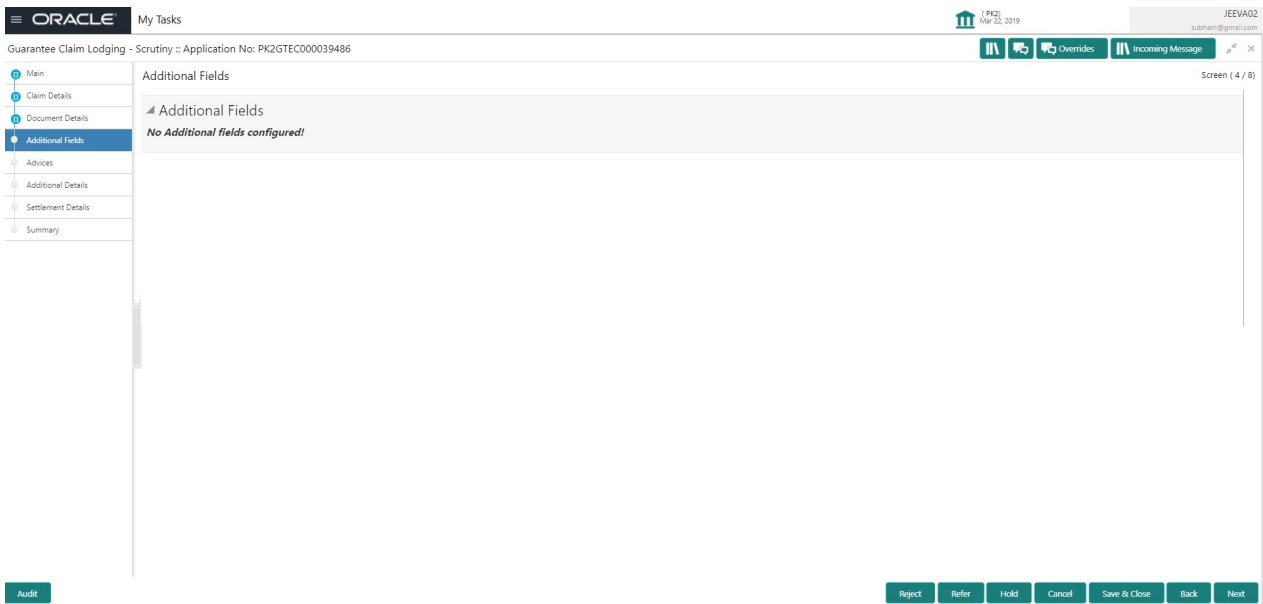 ORACLE
My Tasks
( PK2)
Mar 22, 2019
JEEVA02
subham@gmail.com
Guarantee Claim Lodging - Scrutiny :: Application No: PK2GTEC000039486
Overrides
Incoming Message
Main
Claim Details
Document Details
Additional Fields
Advices
Additional Details
Settlement Details
Summary
Additional Fields
Screen ( 4 / 8)
Additional Fields
No Additional fields configured!
Audit
Reject
Refer
Hold
Cancel
Save & Close
Back
Next